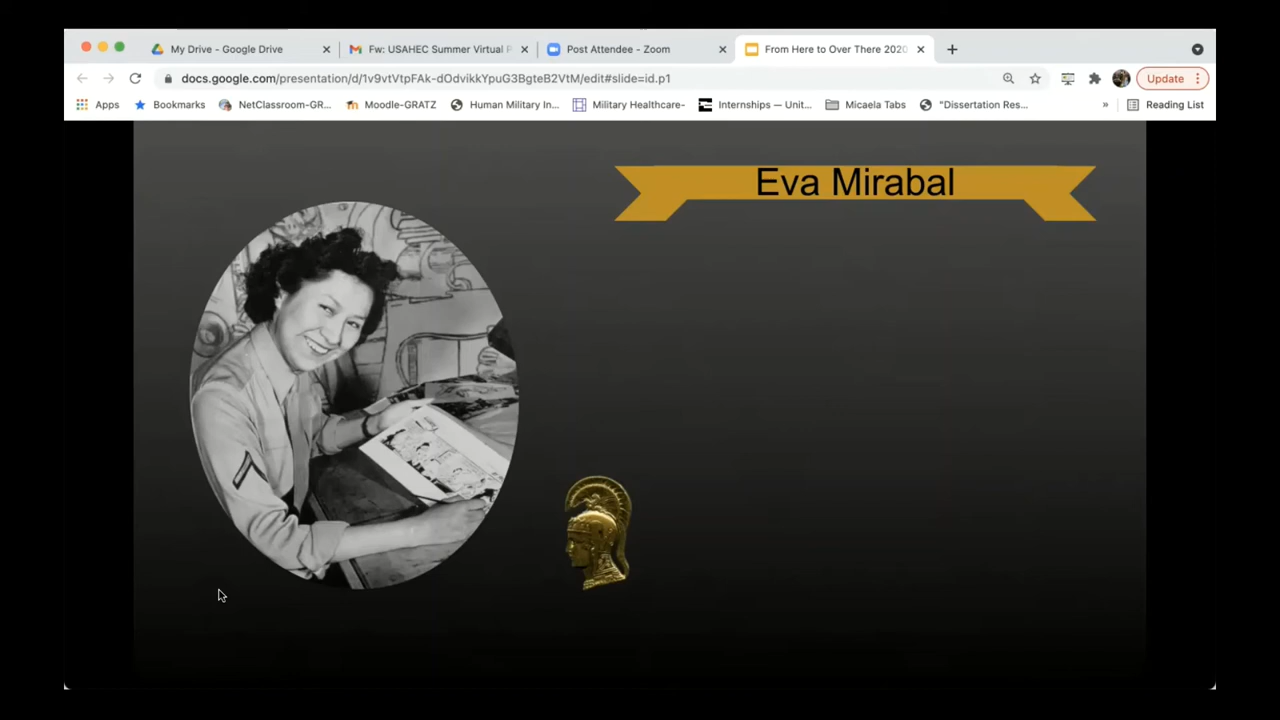 My Drive - Google Drive
Fw: USAHEC Summer Virtual P
Post Attendee - Zoom
From Here to Over There 2020
docs.google.com/presentation/d/1v9vtVtpFAk-dOdvikkYpuG3BgteB2VtM/edit#slide=id.p1
Update
Apps
Bookmarks
NetClassroom-GR...
Moodle-GRATZ
Human Military In...
Military Healthcare-
Internships — Unit...
Micaela Tabs
"Dissertation Res...
»
Reading List
Eva Mirabal